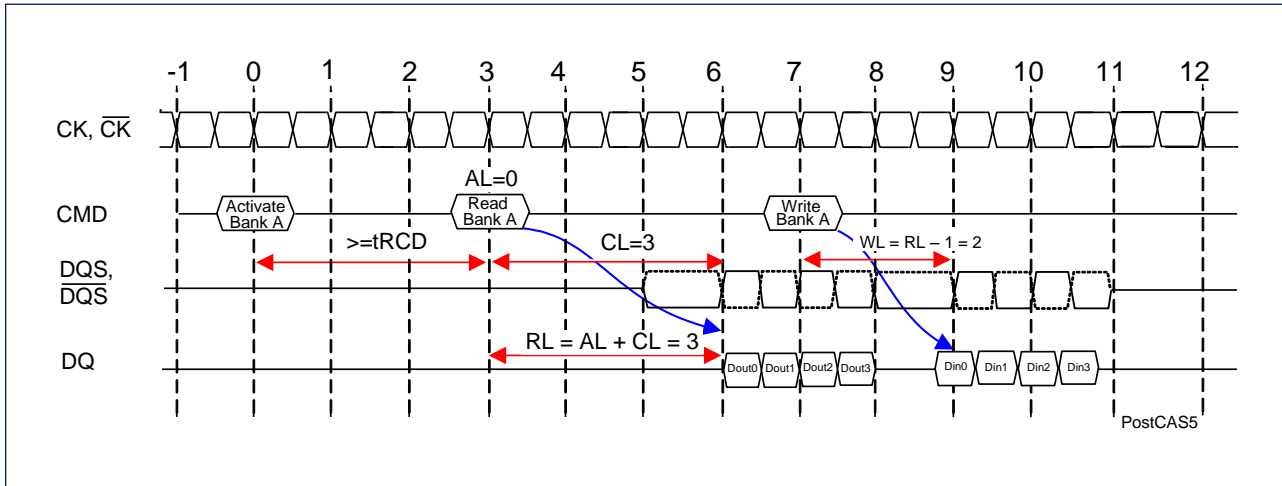 -1 0 1 2 3 4 5 6 7 8 9 10 11 12
CK, C̅K̅
AL=0
CMD
Activate
Bank A
Read
Bank A
Write
Bank A
>=tRCD
CL=3
WL = RL – 1 = 2
DQS,
D̅Q̅S̅
RL = AL + CL = 3
DQ
Dout0 Dout1 Dout2 Dout3
Din0 Din1 Din2 Din3
PostCAS5